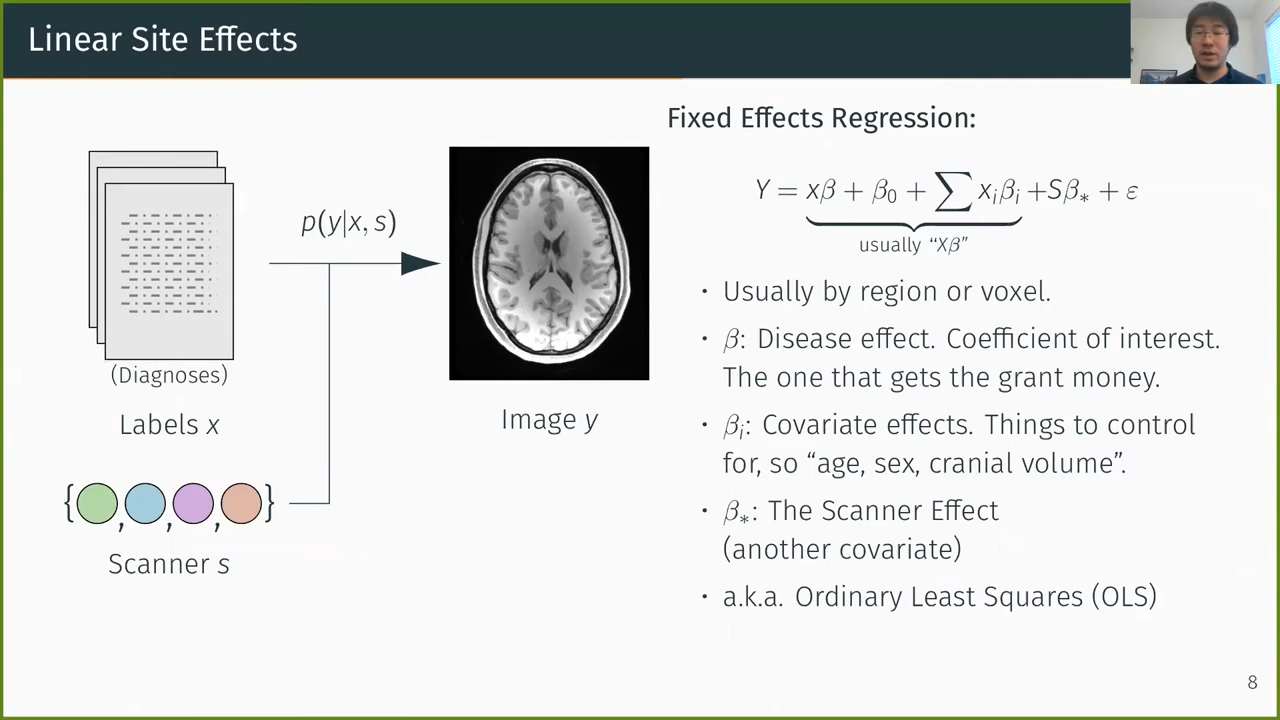 Linear Site Effects
(Diagnoses)
Labels x
{ , , , }
Scanner s
p(y|x, s)
Image y
Fixed Effects Regression:
Y = xβ + β₀ + ∑ xᵢβᵢ +Sβ∗ + ε
usually “Xβ”
· Usually by region or voxel.
· β: Disease effect. Coefficient of interest.
The one that gets the grant money.
· βᵢ: Covariate effects. Things to control
for, so “age, sex, cranial volume”.
· β∗: The Scanner Effect
(another covariate)
· a.k.a. Ordinary Least Squares (OLS)
8